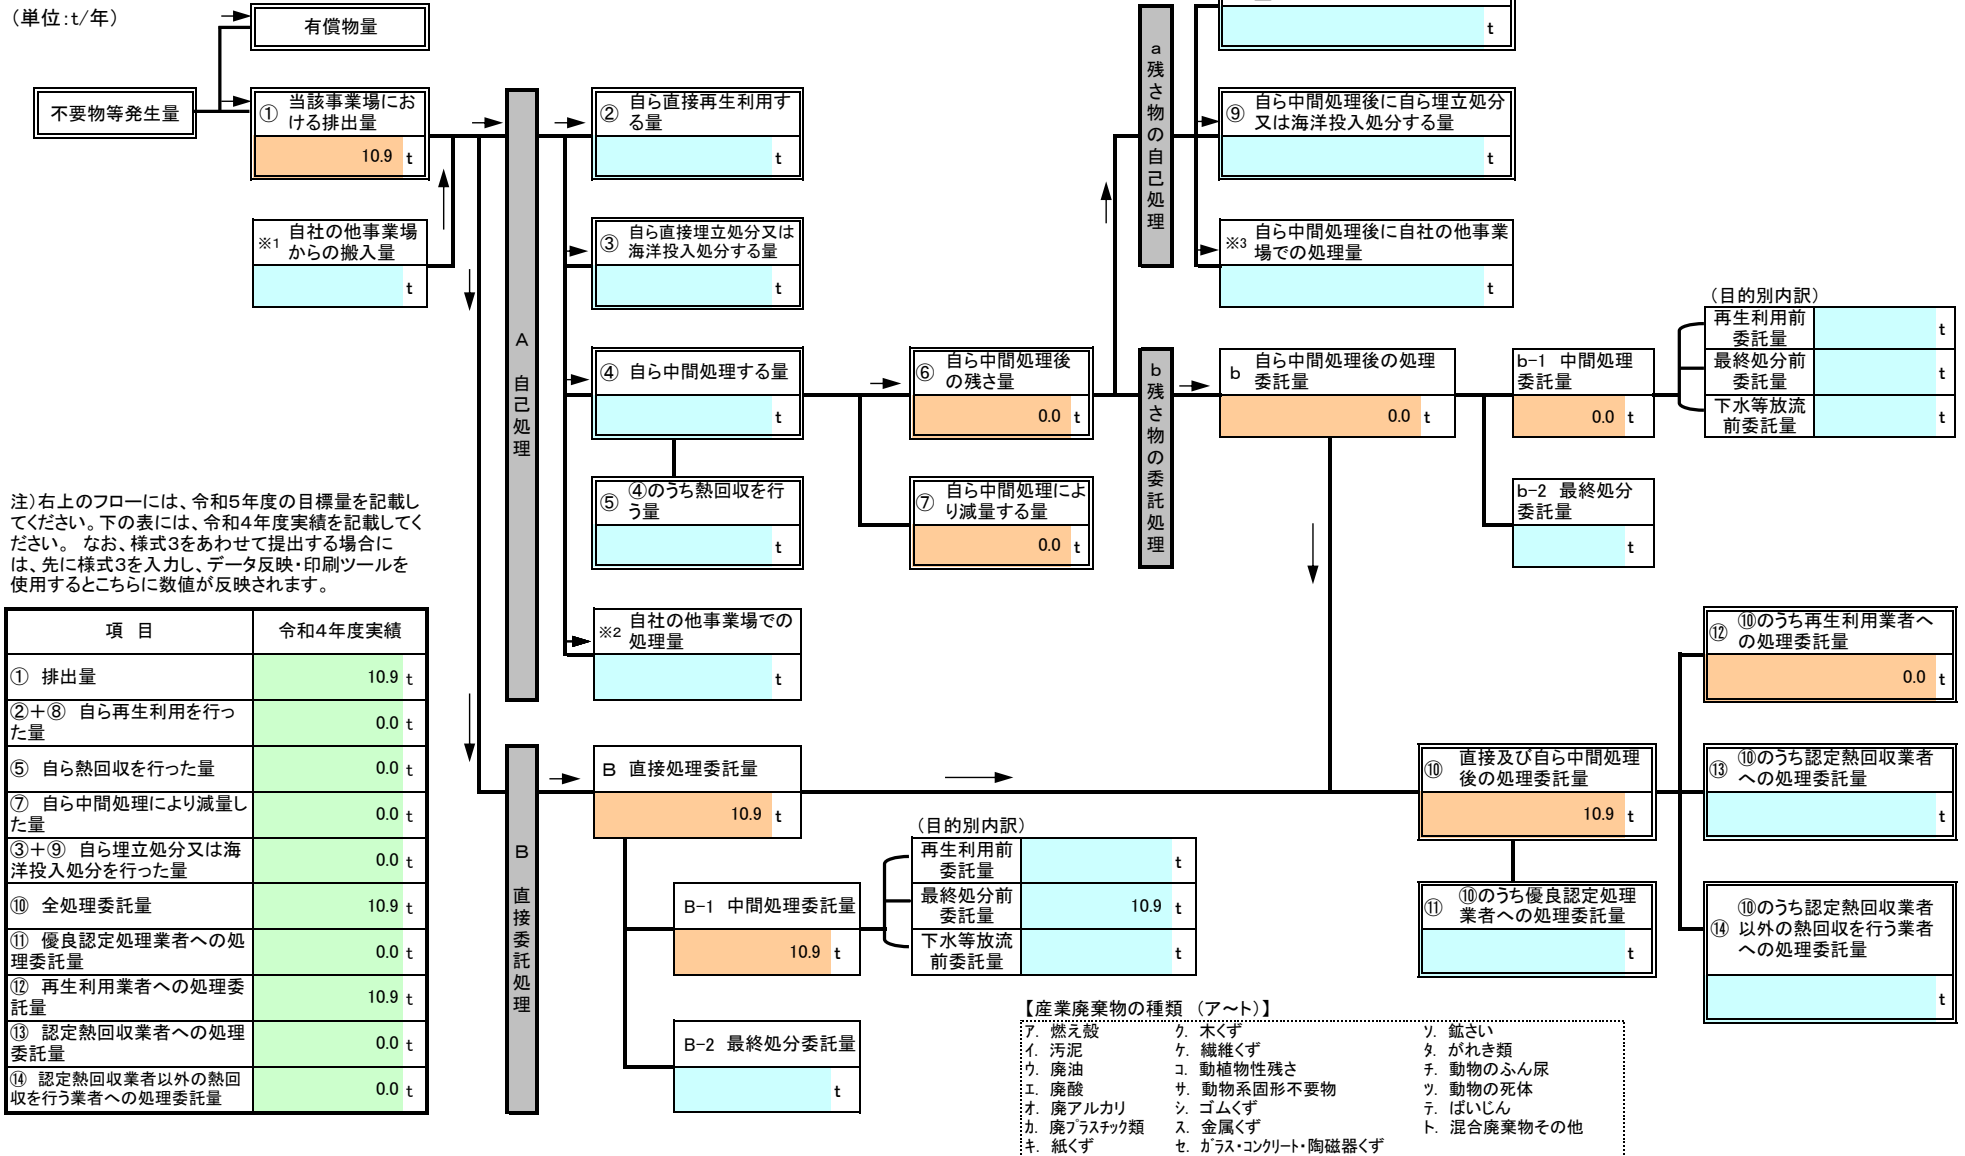 (単位:t/年)
有償物量
不要物等発生量
① 当該事業場にお
ける排出量
10.9 t
※1 自社の他事業場
からの搬入量
t
A 自己処理
② 自ら直接再生利用す
る量
t
③ 自ら直接埋立処分又は
海洋投入処分する量
t
④ 自ら中間処理する量
t
⑤ ④のうち熱回収を行
う量
t
※2 自社の他事業場での
処理量
t
⑥ 自ら中間処理後
の残さ量
0.0 t
⑦ 自ら中間処理によ
り減量する量
0.0 t
a 残さ物の自己処理
t
⑨ 自ら中間処理後に自ら埋立処分
又は海洋投入処分する量
t
※3 自ら中間処理後に自社の他事業
場での処理量
t
b 残さ物の委託処理
b 自ら中間処理後の処理
委託量
0.0 t
b-1 中間処理
委託量
0.0 t
(目的別内訳)
再生利用前
委託量
t
最終処分前
委託量
t
下水等放流
前委託量
t
b-2 最終処分
委託量
t
注)右上のフローには、令和5年度の目標量を記載し
てください。下の表には、令和4年度実績を記載してく
ださい。 なお、様式3をあわせて提出する場合に
は、先に様式3を入力し、データ反映・印刷ツールを
使用するとこちらに数値が反映されます。
項 目 令和4年度実績
① 排出量 10.9 t
②+⑧ 自ら再生利用を行っ
た量 0.0 t
⑤ 自ら熱回収を行った量 0.0 t
⑦ 自ら中間処理により減量し
た量 0.0 t
③+⑨ 自ら埋立処分又は海
洋投入処分を行った量 0.0 t
⑩ 全処理委託量 10.9 t
⑪ 優良認定処理業者への処
理委託量 0.0 t
⑫ 再生利用業者への処理委
託量 10.9 t
⑬ 認定熱回収業者への処理
委託量 0.0 t
⑭ 認定熱回収業者以外の熱回
収を行う業者への処理委託量 0.0 t
B 直接委託処理
B 直接処理委託量
10.9 t
B-1 中間処理委託量
10.9 t
(目的別内訳)
再生利用前
委託量
t
最終処分前
委託量
10.9 t
下水等放流
前委託量
t
B-2 最終処分委託量
t
⑩ 直接及び自ら中間処理
後の処理委託量
10.9 t
⑪ ⑩のうち優良認定処理
業者への処理委託量
t
⑫ ⑩のうち再生利用業者へ
の処理委託量
0.0 t
⑬ ⑩のうち認定熱回収業者
への処理委託量
t
⑭ ⑩のうち認定熱回収業者
以外の熱回収を行う業者
への処理委託量
t
【産業廃棄物の種類 (ア~ト)】
ア. 燃え殻 ク. 木くず ソ. 鉱さい
イ. 汚泥 ケ. 繊維くず タ. がれき類
ウ. 廃油 コ. 動植物性残さ チ. 動物のふん尿
エ. 廃酸 サ. 動物系固形不要物 ツ. 動物の死体
オ. 廃アルカリ シ. ゴムくず テ. ばいじん
カ. 廃プラスチック類 ス. 金属くず ト. 混合廃棄物その他
キ. 紙くず セ. ガラス・コンクリート・陶磁器くず